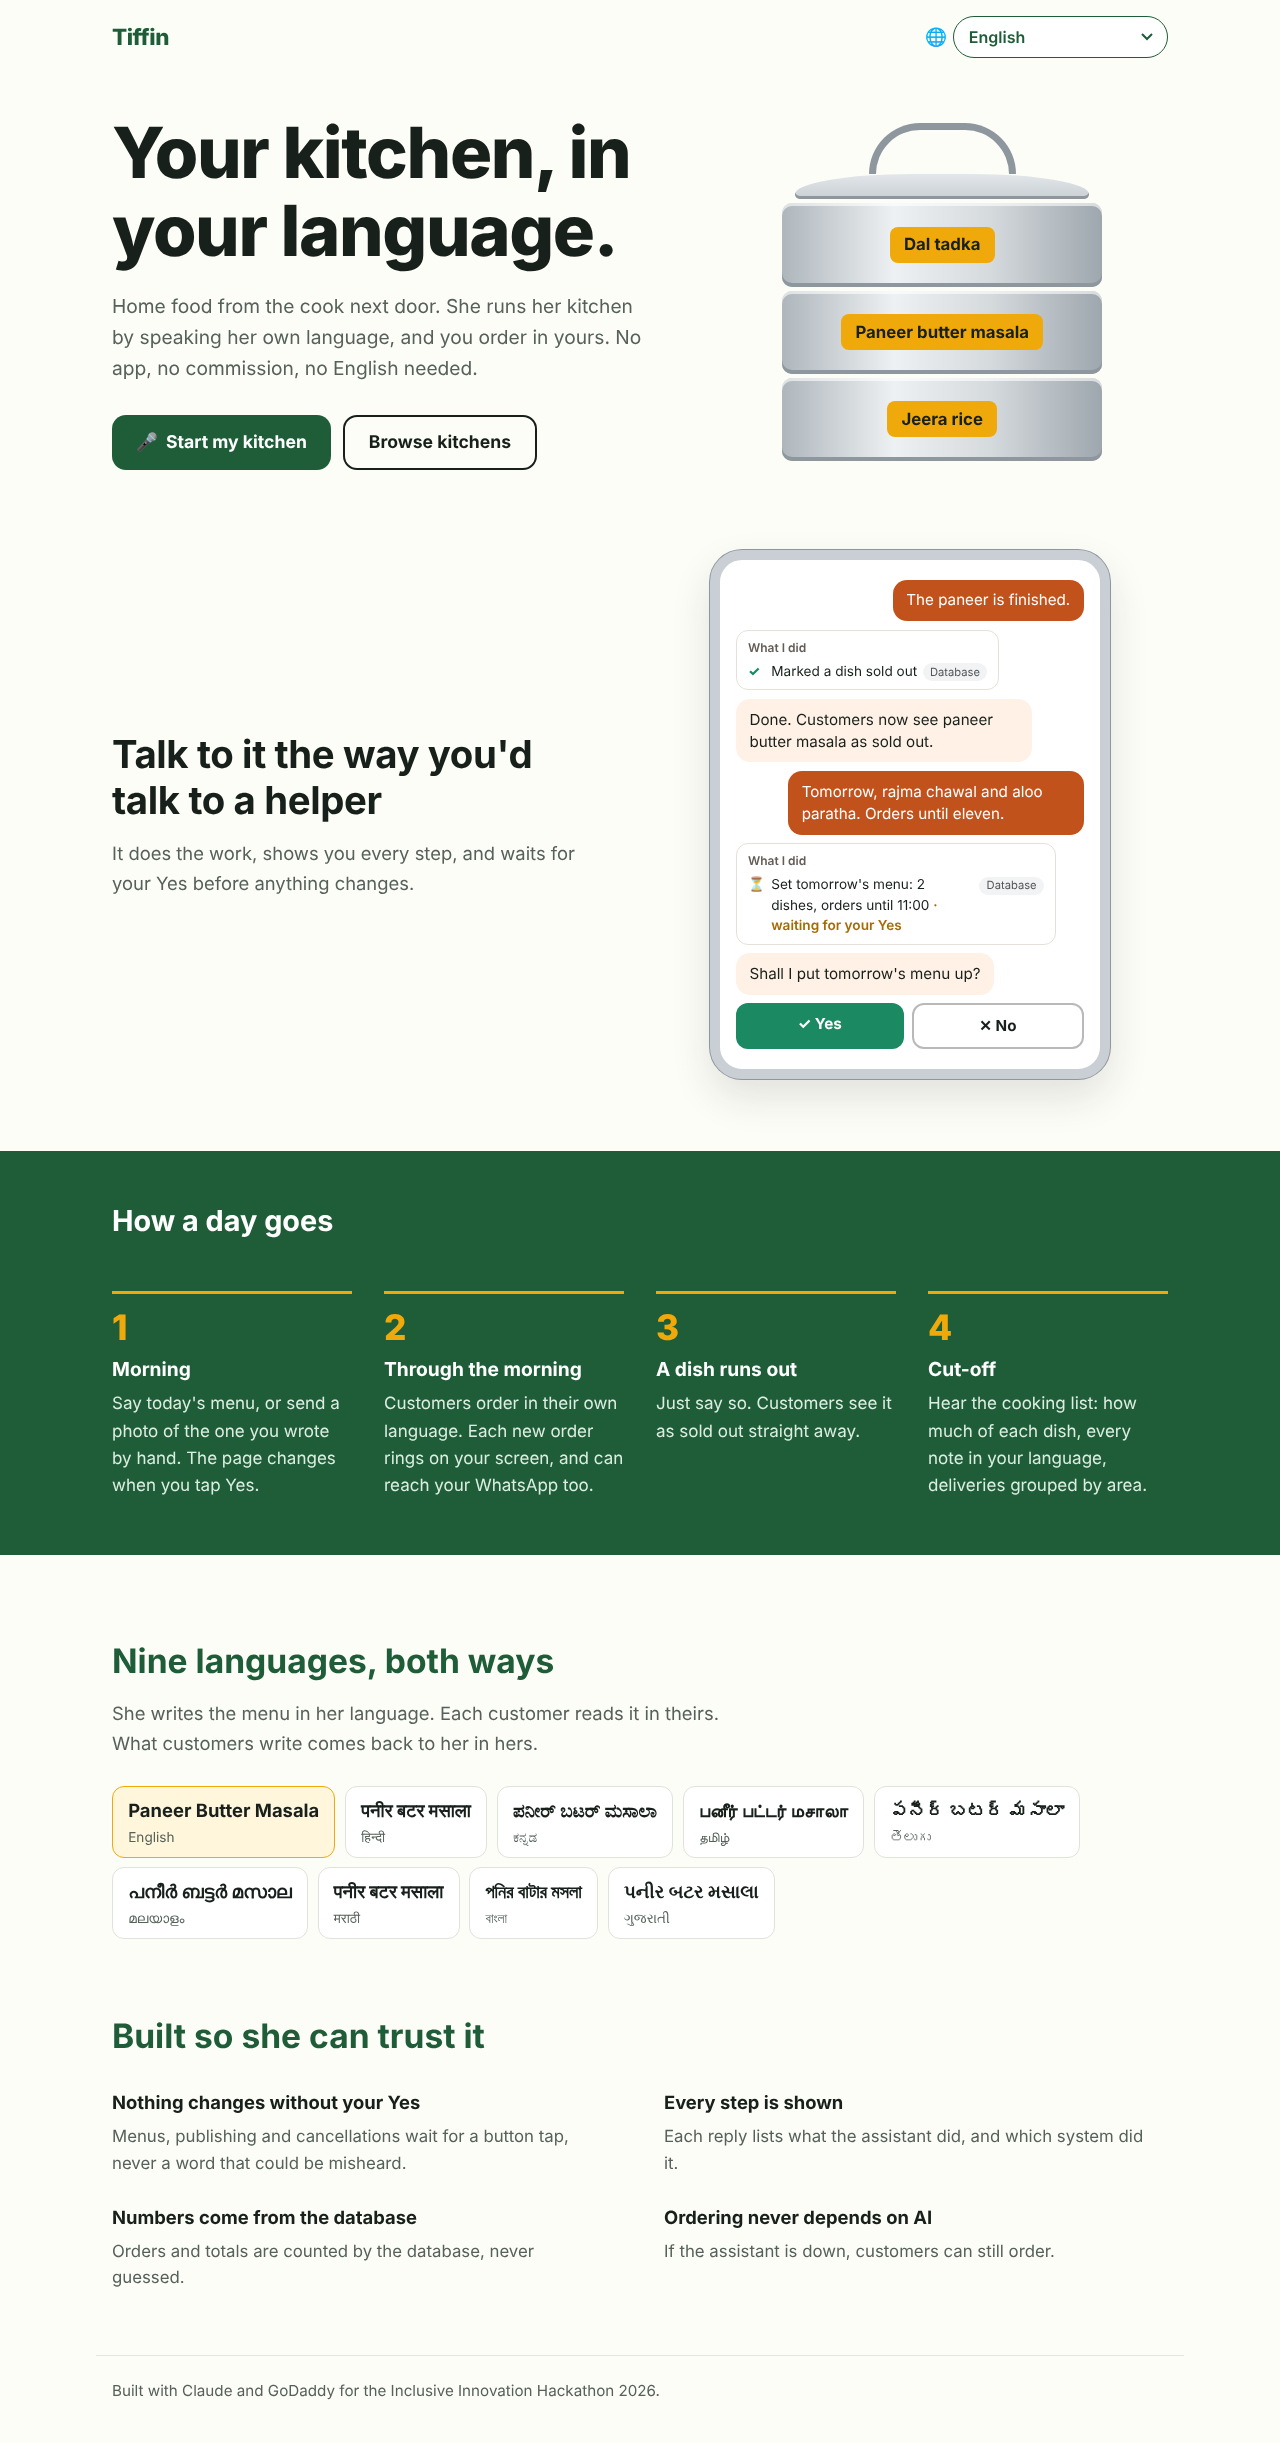 Tiffin
English
Your kitchen, in
your language.
Home food from the cook next door. She runs her kitchen
by speaking her own language, and you order in yours. No
app, no commission, no English needed.
Start my kitchen
Browse kitchens
Dal tadka
Paneer butter masala
Jeera rice
Talk to it the way you'd
talk to a helper
It does the work, shows you every step, and waits for
your Yes before anything changes.
The paneer is finished.
What I did
✓ Marked a dish sold out Database
Done. Customers now see paneer
butter masala as sold out.
Tomorrow, rajma chawal and aloo
paratha. Orders until eleven.
What I did
Set tomorrow's menu: 2 Database
dishes, orders until 11:00 ·
waiting for your Yes
Shall I put tomorrow's menu up?
✓ Yes
✕ No
How a day goes
1
Morning
Say today's menu, or send a
photo of the one you wrote
by hand. The page changes
when you tap Yes.
2
Through the morning
Customers order in their own
language. Each new order
rings on your screen, and can
reach your WhatsApp too.
3
A dish runs out
Just say so. Customers see it
as sold out straight away.
4
Cut-off
Hear the cooking list: how
much of each dish, every
note in your language,
deliveries grouped by area.
Nine languages, both ways
She writes the menu in her language. Each customer reads it in theirs.
What customers write comes back to her in hers.
Paneer Butter Masala
English
पनीर बटर मसाला
हिन्दी
ಪನೀರ್ ಬಟರ್ ಮಸಾಲಾ
ಕನ್ನಡ
பனீர் பட்டர் மசாலா
தமிழ்
పనీర్ బటర్ మసాలా
తెలుగు
പനീർ ബട്ടർ മസാല
മലയാളം
पनीर बटर मसाला
मराठी
পনির বাটার মসলা
বাংলা
પનીર બટર મસાલા
ગુજરાતી
Built so she can trust it
Nothing changes without your Yes
Menus, publishing and cancellations wait for a button tap,
never a word that could be misheard.
Every step is shown
Each reply lists what the assistant did, and which system did
it.
Numbers come from the database
Orders and totals are counted by the database, never
guessed.
Ordering never depends on AI
If the assistant is down, customers can still order.
Built with Claude and GoDaddy for the Inclusive Innovation Hackathon 2026.